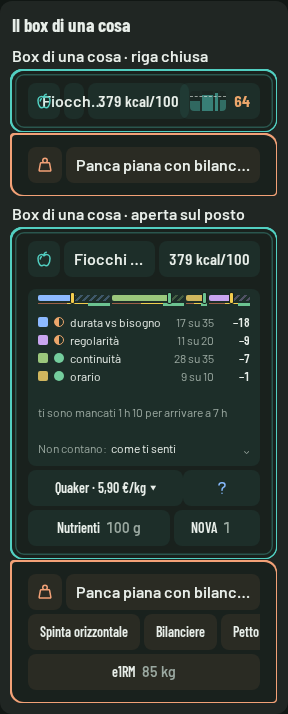 Il box di una cosa
Box di una cosa · riga chiusa
Fiocch… 379 kcal/100 64
Panca piana con bilanc…
Box di una cosa · aperta sul posto
Fiocchi … 379 kcal/100
durata vs bisogno 17 su 35 −18
regolarità 11 su 20 −9
continuità 28 su 35 −7
orario 9 su 10 −1
ti sono mancati 1 h 10 per arrivare a 7 h
Non contano: come ti senti
Quaker · 5,90 €/kg ▾ ?
Nutrienti 100 g NOVA 1
Panca piana con bilanc…
Spinta orizzontale Bilanciere Petto
e1RM 85 kg